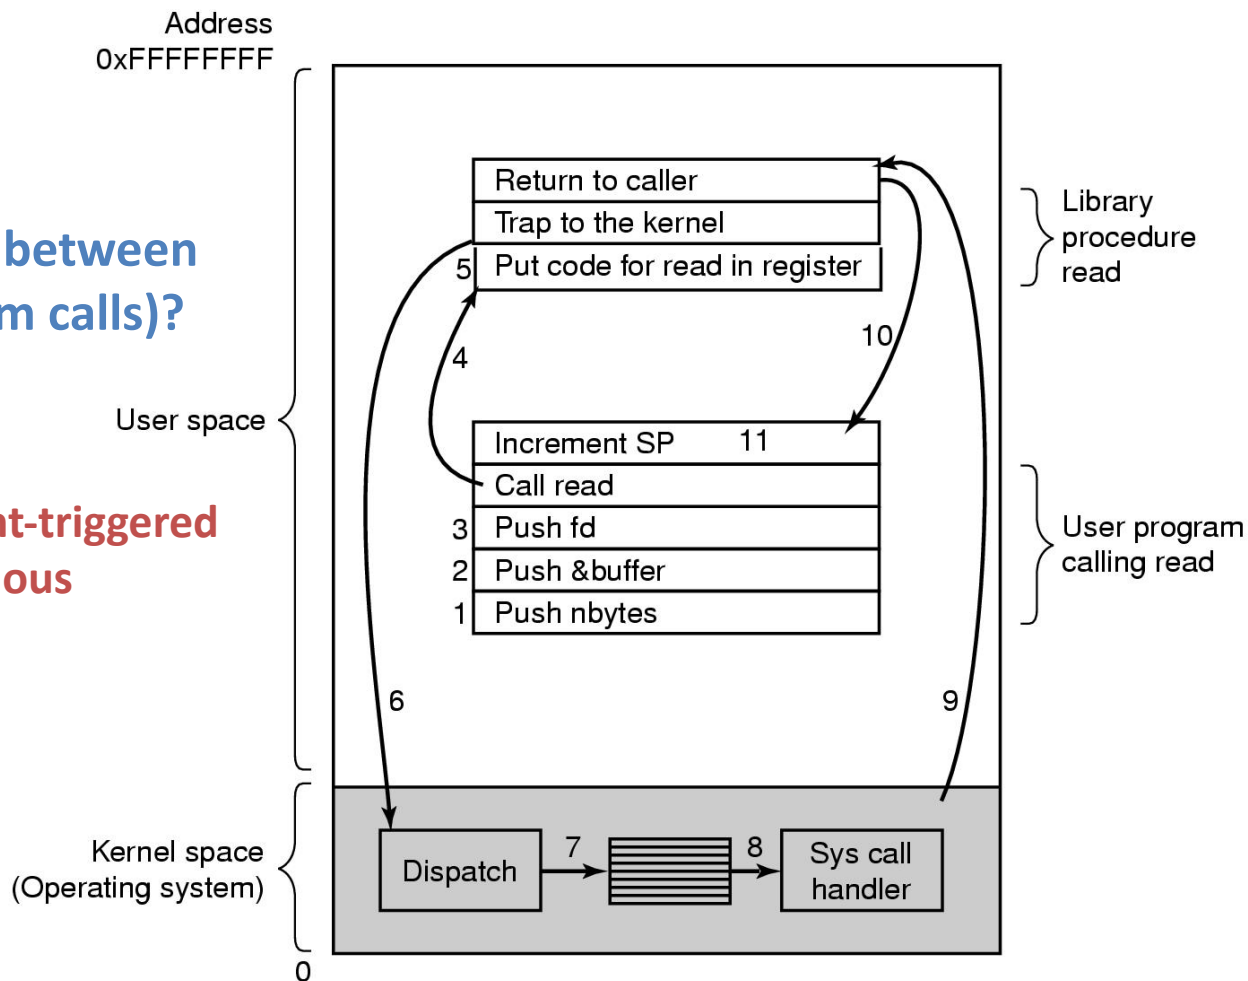 Address
0xFFFFFFFF
between
m calls)?
User space
nt-triggered
ous
Kernel space
(Operating system)
0
Return to caller
Trap to the kernel
5 Put code for read in register
4
10
Increment SP 11
Call read
3 Push fd
2 Push &buffer
1 Push nbytes
6
9
Dispatch
7
8
Sys call
handler
Library
procedure
read
User program
calling read